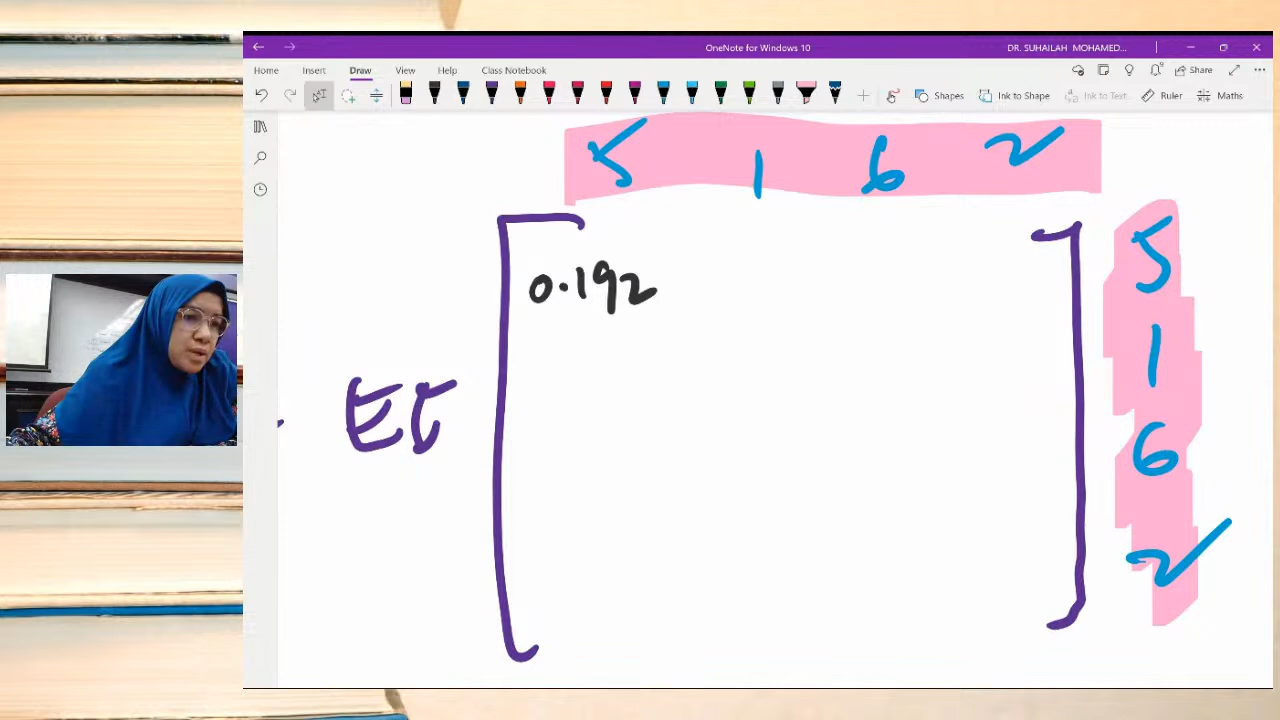 OneNote for Windows 10
DR. SUHAILAH MOHAMED...
Home Insert Draw View Help Class Notebook
Share
Shapes Ink to Shape Ink to Text Ruler Maths
5 1 6 2
0.192
5
1
6
2